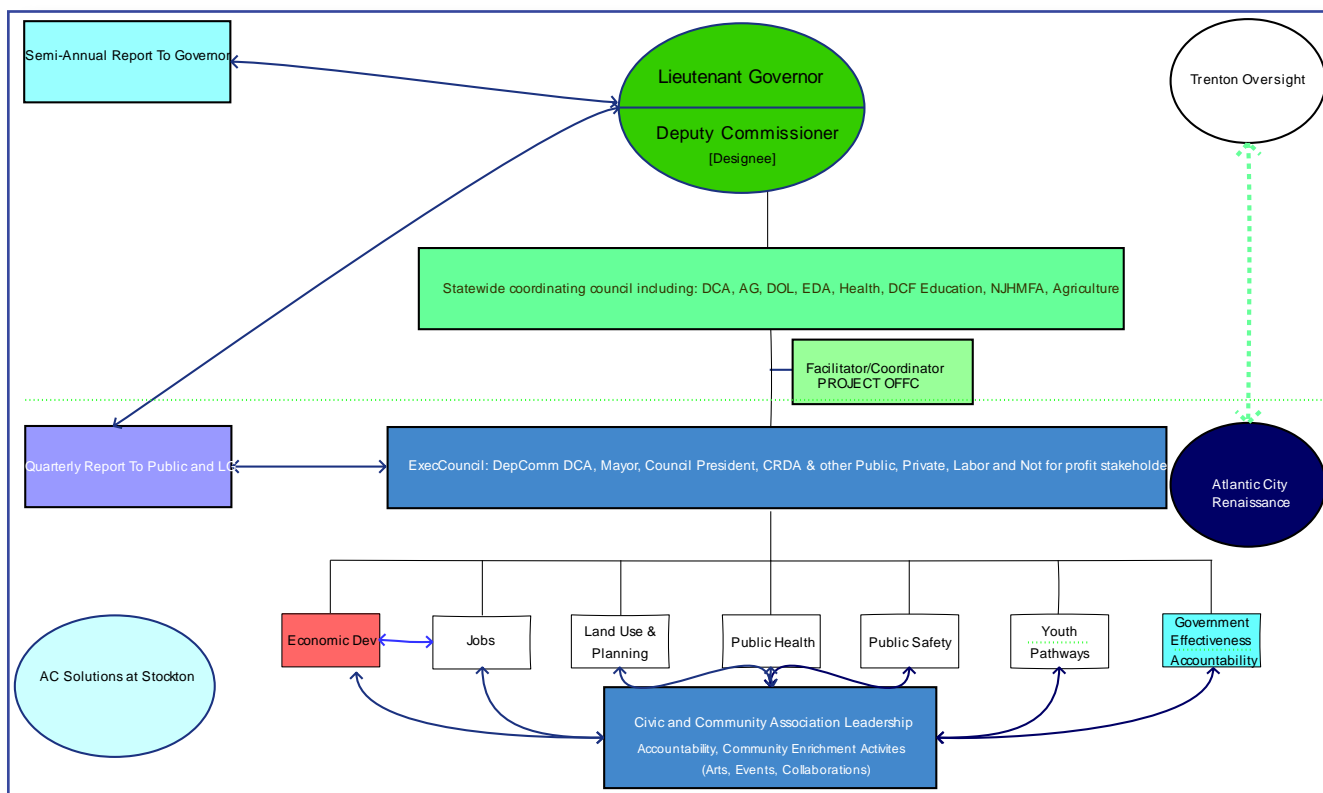 Semi-Annual Report To Governor
Lieutenant Governor
Deputy Commissioner
[Designee]
Trenton Oversight
Statewide coordinating council including: DCA, AG, DOL, EDA, Health, DCF Education, NJHMFA, Agriculture
Facilitator/Coordinator
PROJECT OFFC
Quarterly Report To Public and LG
ExecCouncil: DepComm DCA, Mayor, Council President, CRDA & other Public, Private, Labor and Not for profit stakeholde
Atlantic City
Renaissance
Economic Dev
Jobs
Land Use &
Planning
Public Health
Public Safety
Youth
Pathways
Government
Effectiveness
Accountability
AC Solutions at Stockton
Civic and Community Association Leadership
Accountability, Community Enrichment Activites
(Arts, Events, Collaborations)